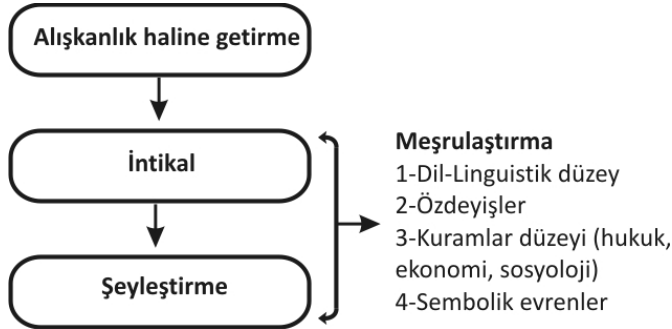 Alışkanlık haline getirme
İntikal
Şeyleştirme
Meşrulaştırma
1-Dil-Linguistik düzey
2-Özdeyişler
3-Kuramlar düzeyi (hukuk,
ekonomi, sosyoloji)
4-Sembolik evrenler